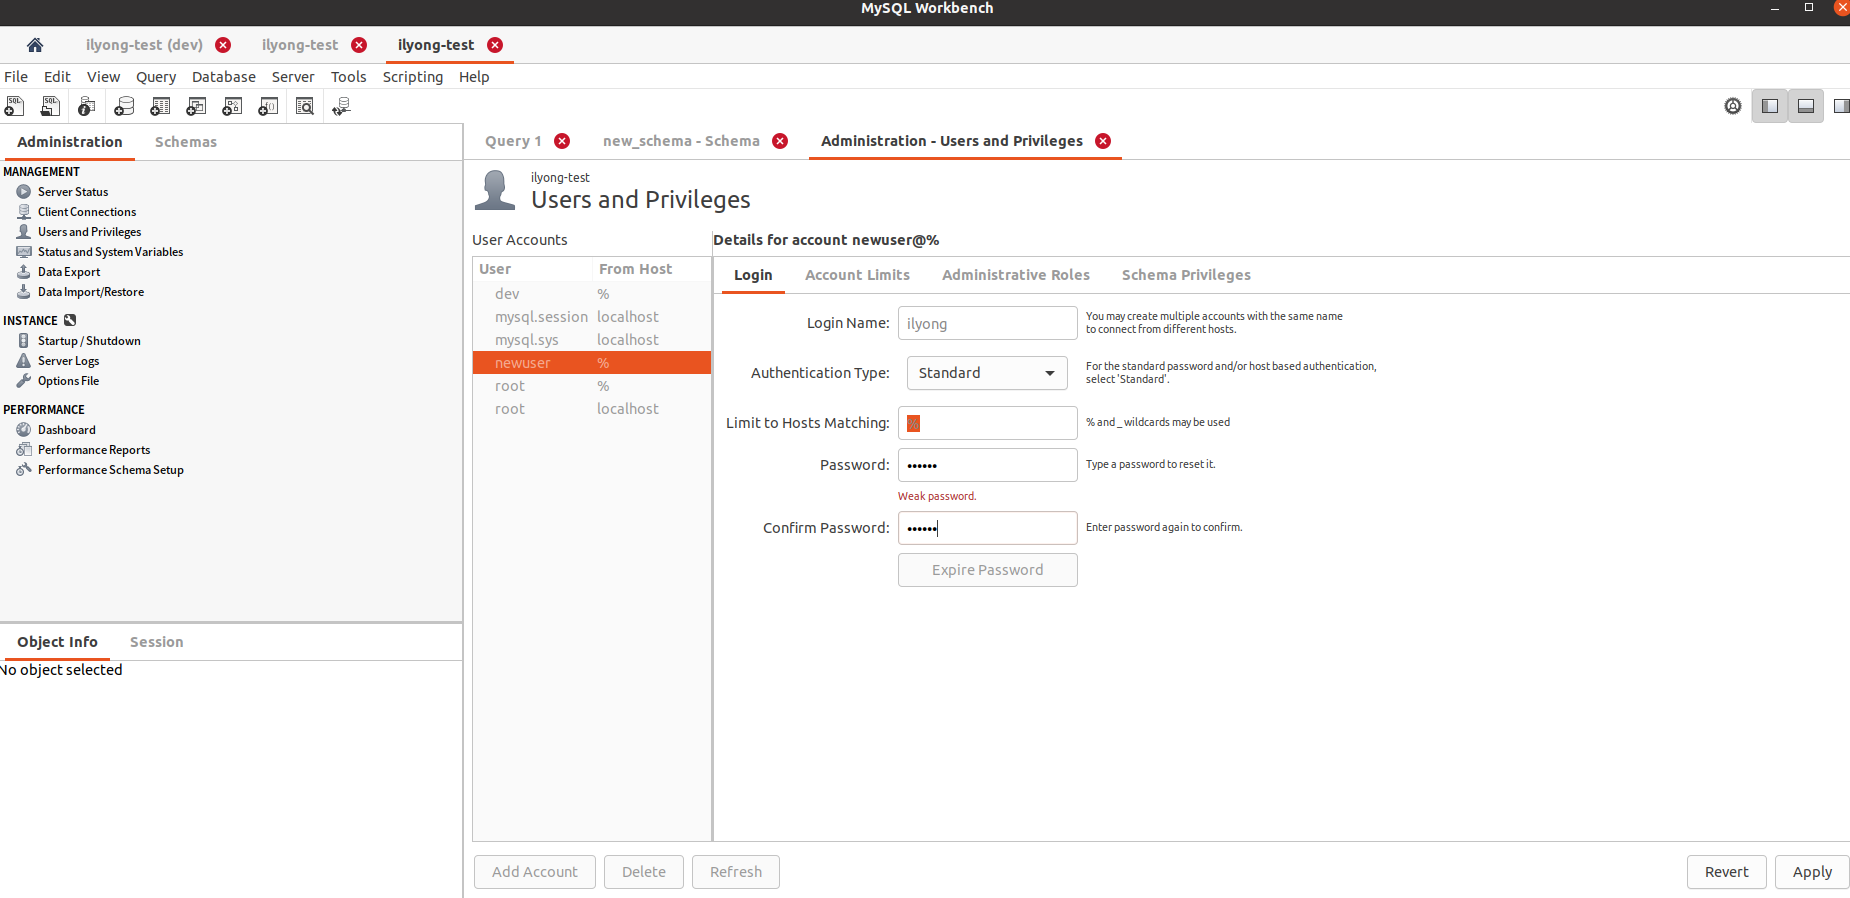 MySQL Workbench
ilyong-test (dev)
ilyong-test
ilyong-test
File Edit View Query Database Server Tools Scripting Help
Administration Schemas
MANAGEMENT
Server Status
Client Connections
Users and Privileges
Status and System Variables
Data Export
Data Import/Restore
INSTANCE
Startup / Shutdown
Server Logs
Options File
PERFORMANCE
Dashboard
Performance Reports
Performance Schema Setup
Object Info Session
No object selected
Query 1
new_schema - Schema
Administration - Users and Privileges
ilyong-test
Users and Privileges
User Accounts
User From Host
dev %
mysql.session localhost
mysql.sys localhost
newuser %
root %
root localhost
Details for account newuser@%
Login Account Limits Administrative Roles Schema Privileges
Login Name: ilyong
You may create multiple accounts with the same name
to connect from different hosts.
Authentication Type: Standard
For the standard password and/or host based authentication,
select 'Standard'.
Limit to Hosts Matching: %
% and _ wildcards may be used
Password: ••••••
Type a password to reset it.
Weak password.
Confirm Password: ••••••
Enter password again to confirm.
Expire Password
Add Account Delete Refresh
Revert Apply